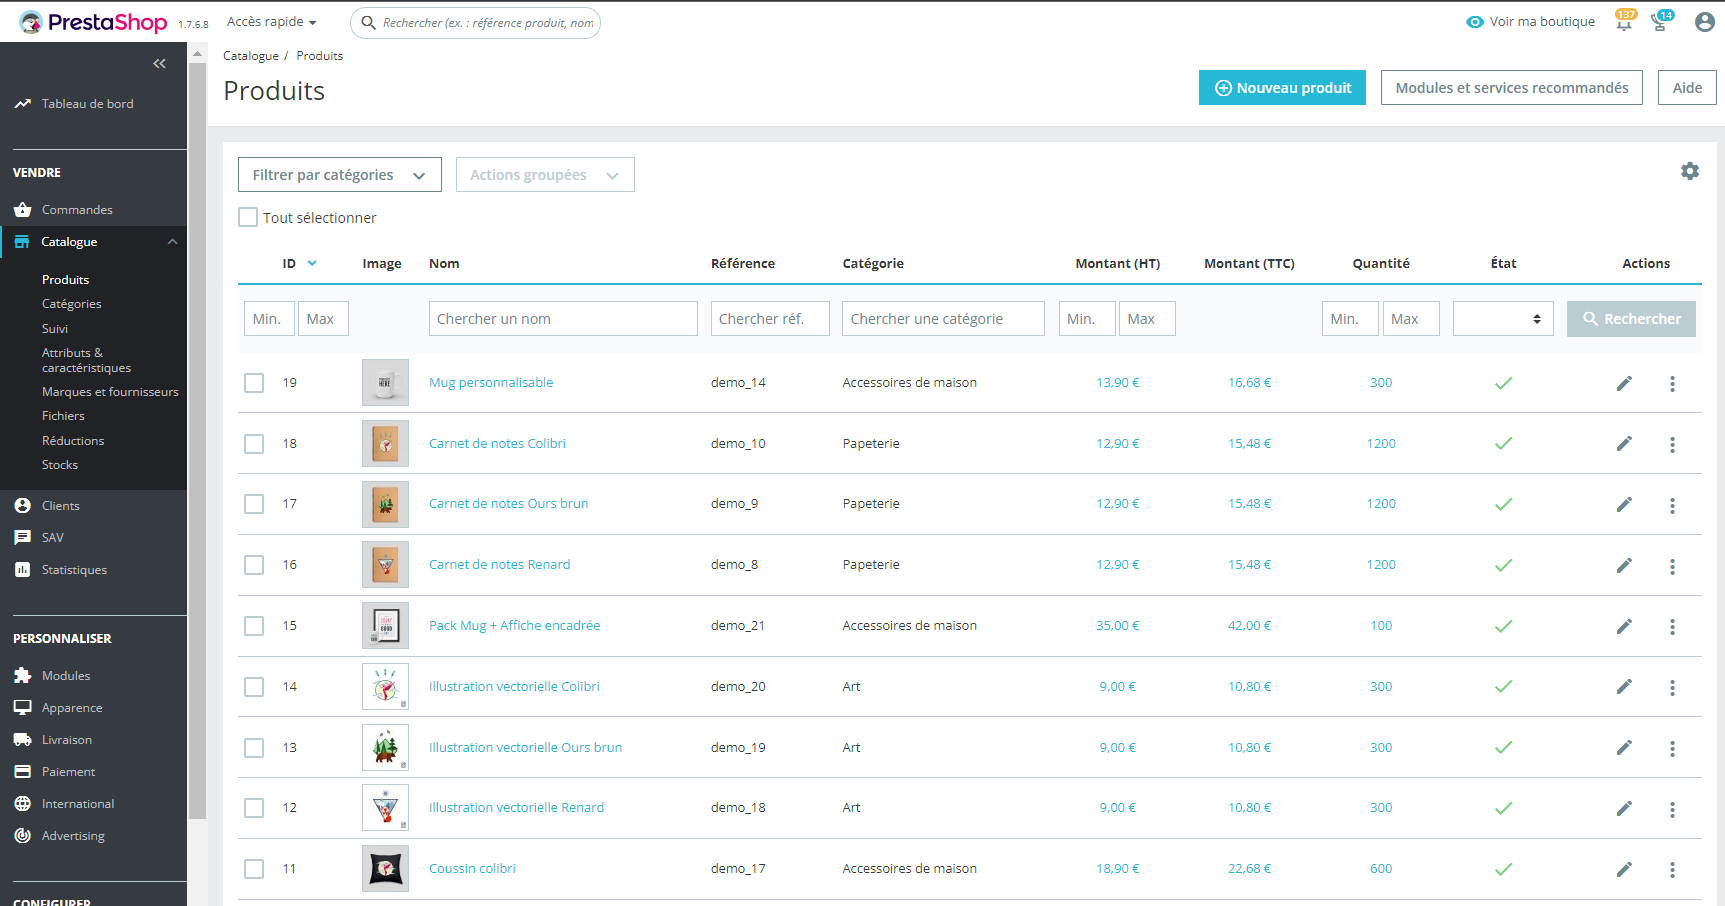 PrestaShop 1.7.6.8 Accès rapide Rechercher (ex. : référence produit, nom Voir ma boutique 137 14
Catalogue / Produits
Produits
Nouveau produit Modules et services recommandés Aide
Tableau de bord
VENDRE
Commandes
Catalogue
Produits
Catégories
Suivi
Attributs &
caractéristiques
Marques et fournisseurs
Fichiers
Réductions
Stocks
Clients
SAV
Statistiques
PERSONNALISER
Modules
Apparence
Livraison
Paiement
International
Advertising
CONFIGURER
Filtrer par catégories Actions groupées
Tout sélectionner
ID Image Nom Référence Catégorie Montant (HT) Montant (TTC) Quantité État Actions
Min. Max Chercher un nom Chercher réf. Chercher une catégorie Min. Max Min. Max Rechercher
19 Mug personnalisable demo_14 Accessoires de maison 13,90 € 16,68 € 300
18 Carnet de notes Colibri demo_10 Papeterie 12,90 € 15,48 € 1200
17 Carnet de notes Ours brun demo_9 Papeterie 12,90 € 15,48 € 1200
16 Carnet de notes Renard demo_8 Papeterie 12,90 € 15,48 € 1200
15 Pack Mug + Affiche encadrée demo_21 Accessoires de maison 35,00 € 42,00 € 100
14 Illustration vectorielle Colibri demo_20 Art 9,00 € 10,80 € 300
13 Illustration vectorielle Ours brun demo_19 Art 9,00 € 10,80 € 300
12 Illustration vectorielle Renard demo_18 Art 9,00 € 10,80 € 300
11 Coussin colibri demo_17 Accessoires de maison 18,90 € 22,68 € 600